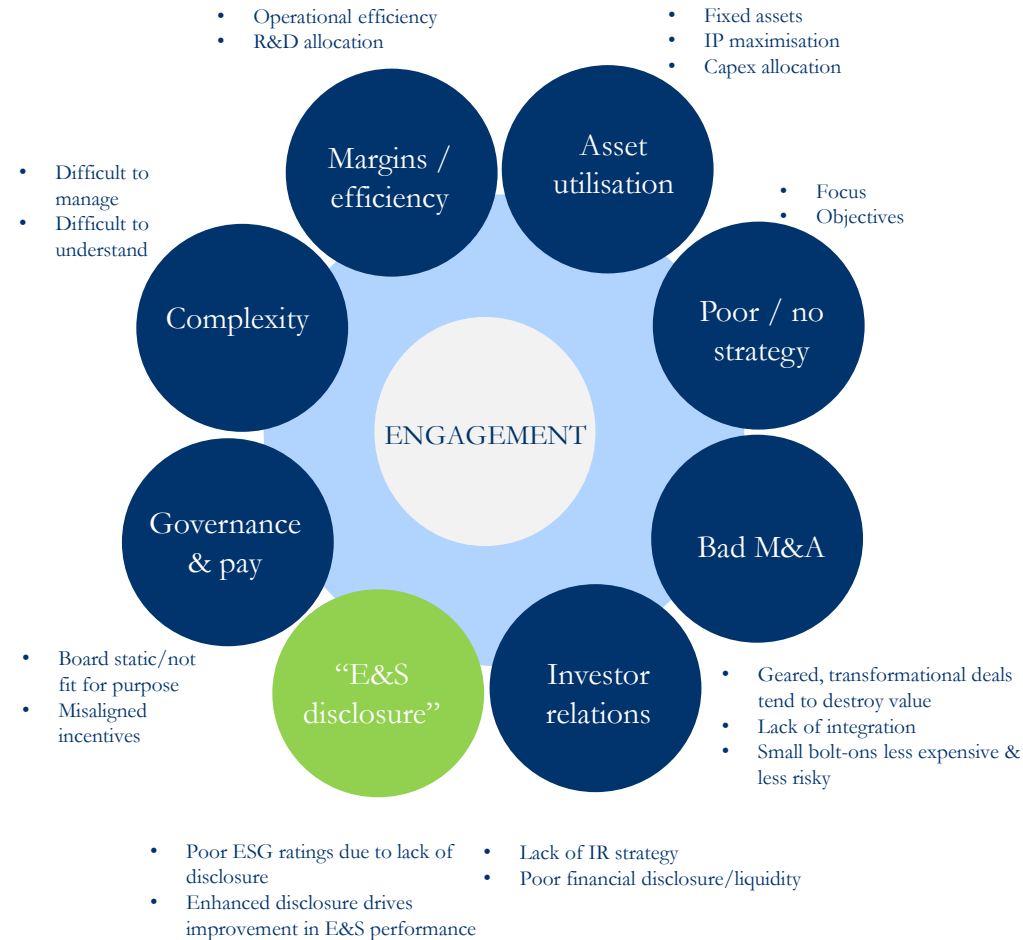 • Operational efficiency
• R&D allocation
• Fixed assets
• IP maximisation
• Capex allocation
Margins /
efficiency
Asset
utilisation
• Difficult to
manage
• Difficult to
understand
• Focus
• Objectives
Complexity
Poor / no
strategy
ENGAGEMENT
Governance
& pay
Bad M&A
• Board static/not
fit for purpose
• Misaligned
incentives
“E&S
disclosure”
Investor
relations
• Geared, transformational deals
tend to destroy value
• Lack of integration
• Small bolt-ons less expensive &
less risky
• Poor ESG ratings due to lack of
disclosure
• Enhanced disclosure drives
improvement in E&S performance
• Lack of IR strategy
• Poor financial disclosure/liquidity